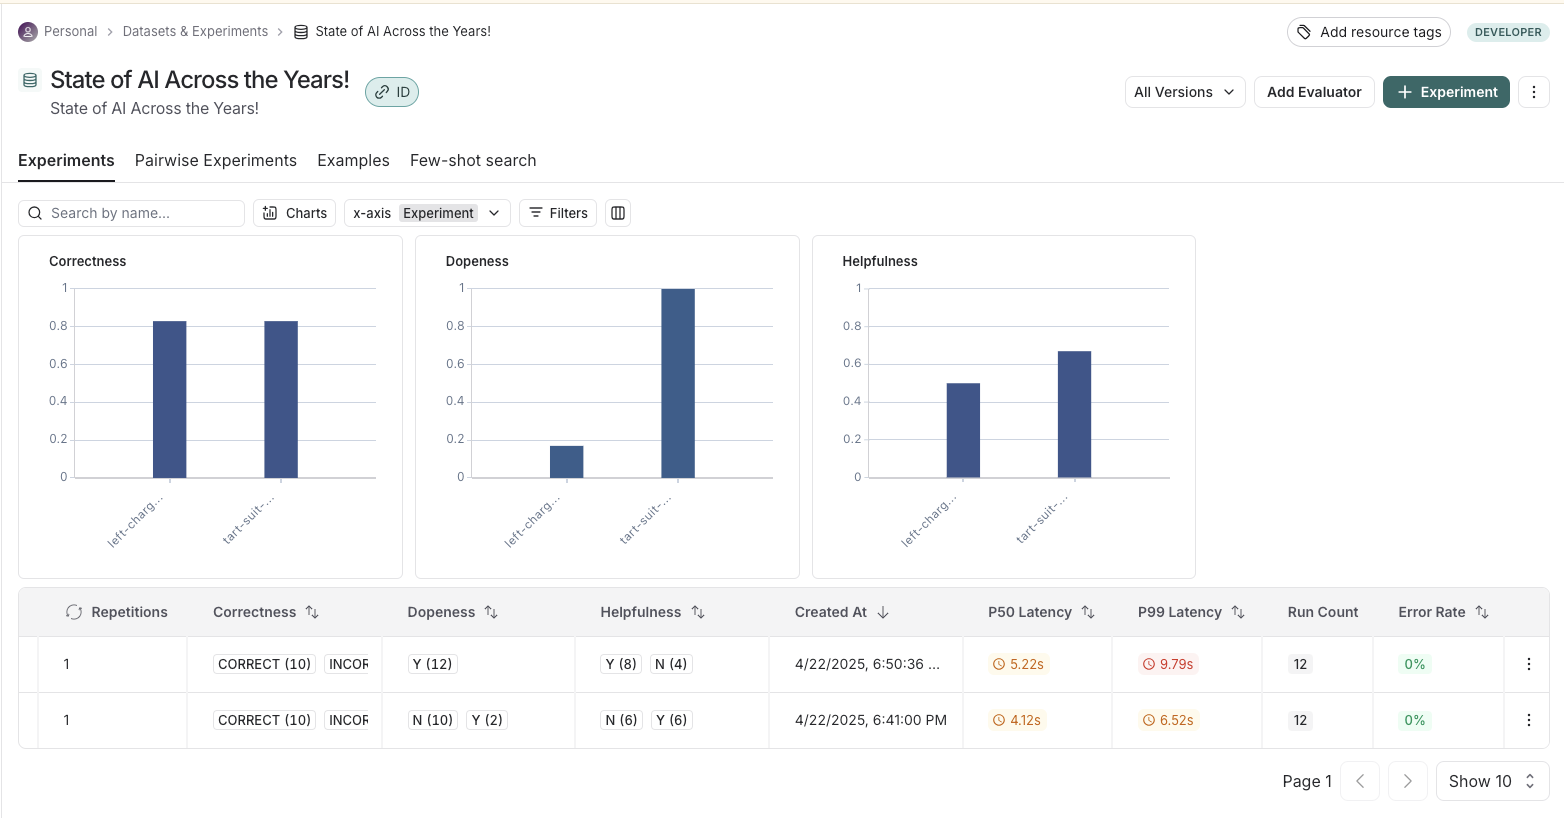 Personal > Datasets & Experiments > State of AI Across the Years!
Add resource tags
DEVELOPER
State of AI Across the Years!
ID
State of AI Across the Years!
All Versions
Add Evaluator
+ Experiment
Experiments
Pairwise Experiments
Examples
Few-shot search
Search by name...
Charts
x-axis Experiment
Filters
Correctness
1
0.8
0.6
0.4
0.2
0
left-charg...
tart-suit-...
Dopeness
1
0.8
0.6
0.4
0.2
0
left-charg...
tart-suit-...
Helpfulness
1
0.8
0.6
0.4
0.2
0
left-charg...
tart-suit-...
Repetitions Correctness Dopeness Helpfulness Created At P50 Latency P99 Latency Run Count Error Rate
1 CORRECT (10) INCOR Y (12) Y (8) N (4) 4/22/2025, 6:50:36 ... 5.22s 9.79s 12 0%
1 CORRECT (10) INCOR N (10) Y (2) N (6) Y (6) 4/22/2025, 6:41:00 PM 4.12s 6.52s 12 0%
Page 1
Show 10